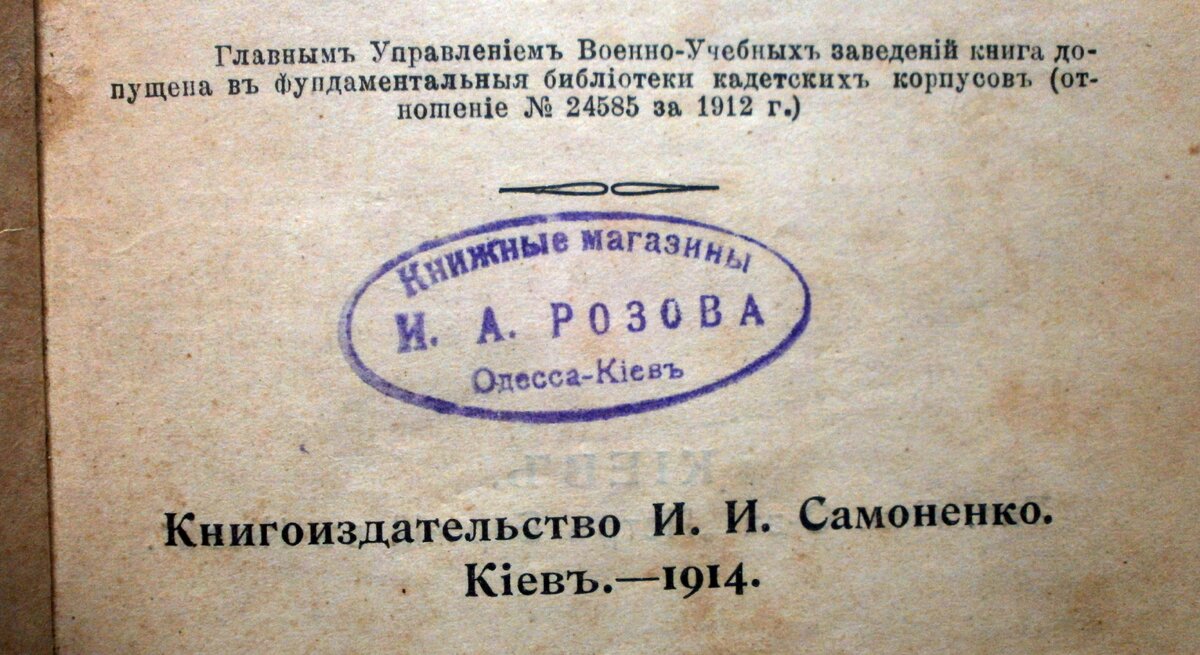 Главнымъ Управленіемъ Военно-Учебныхъ заведеній книга до-
пущена въ фундаментальныя библіотеки кадетскихъ корпусовъ (от-
ношеніе № 24585 за 1912 г.)
Книжные магазины
И. А. РОЗОВА
Одесса-Кіевъ
КІЕВЪ.
Книгоиздательство И. И. Самоненко.
Кіевъ.—1914.